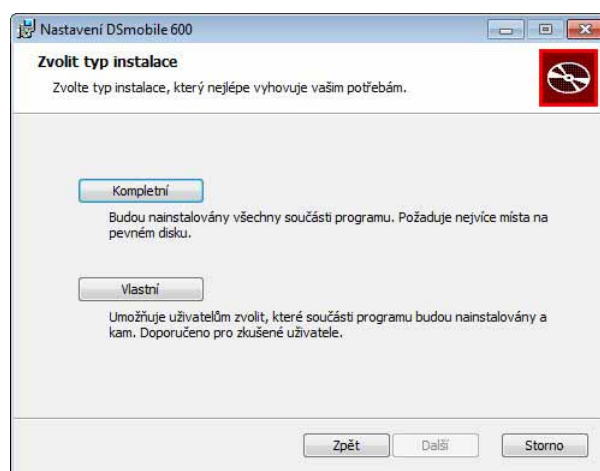 Nastavení DSmobile 600
Zvolit typ instalace
Zvolte typ instalace, který nejlépe vyhovuje vašim potřebám.
Kompletní
Budou nainstalovány všechny součásti programu. Požaduje nejvíce místa na
pevném disku.
Vlastní
Umožňuje uživatelům zvolit, které součásti programu budou nainstalovány a
kam. Doporučeno pro zkušené uživatele.
Zpět Další Storno